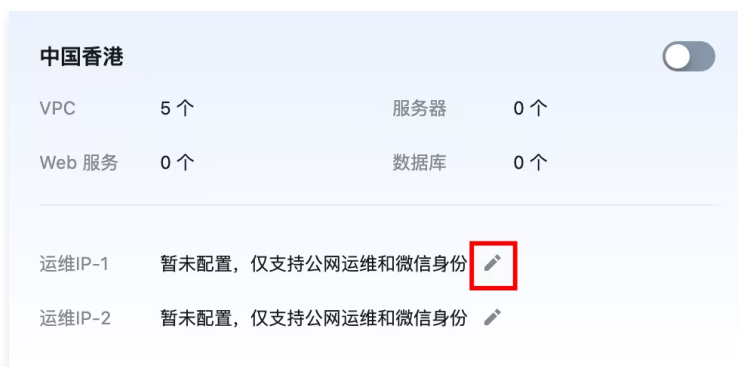 中国香港
VPC 5 个 服务器 0 个
Web 服务 0 个 数据库 0 个
运维IP-1 暂未配置，仅支持公网运维和微信身份
运维IP-2 暂未配置，仅支持公网运维和微信身份